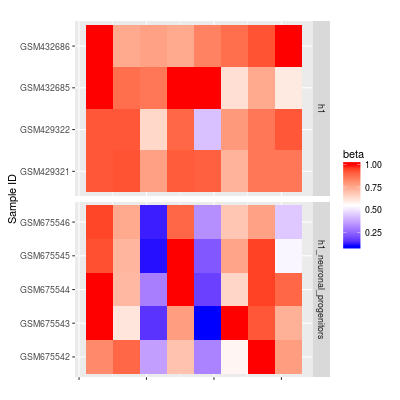 GSM432686
GSM432685
GSM429322
GSM429321
h1
GSM675546
GSM675545
GSM675544
GSM675543
GSM675542
h1_neuronal_progenitors
Sample ID
beta
1.00
0.75
0.50
0.25